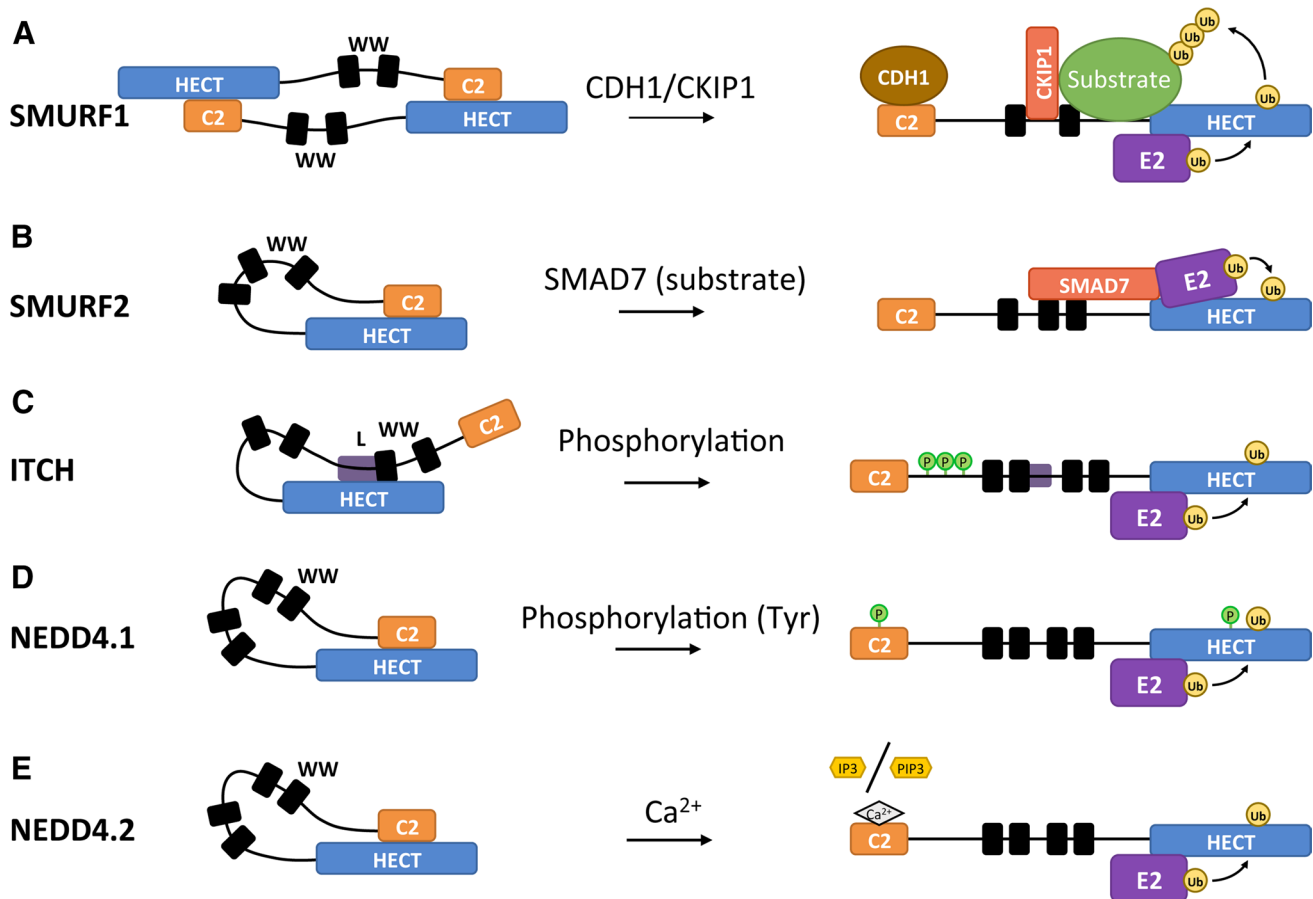 A
SMURF1
HECT
WW
C2
C2
WW
HECT
CDH1/CKIP1
CDH1
C2
CKIP1
Substrate
Ub
Ub
Ub
Ub
HECT
E2
Ub
B
SMURF2
WW
C2
HECT
SMAD7 (substrate)
C2
SMAD7
E2
Ub
Ub
HECT
C
ITCH
L
WW
C2
HECT
Phosphorylation
C2
P
P
P
Ub
HECT
E2
Ub
D
NEDD4.1
WW
C2
HECT
Phosphorylation (Tyr)
P
C2
P
Ub
HECT
E2
Ub
E
NEDD4.2
WW
C2
HECT
Ca²⁺
IP3
PIP3
Ca²⁺
C2
Ub
HECT
E2
Ub